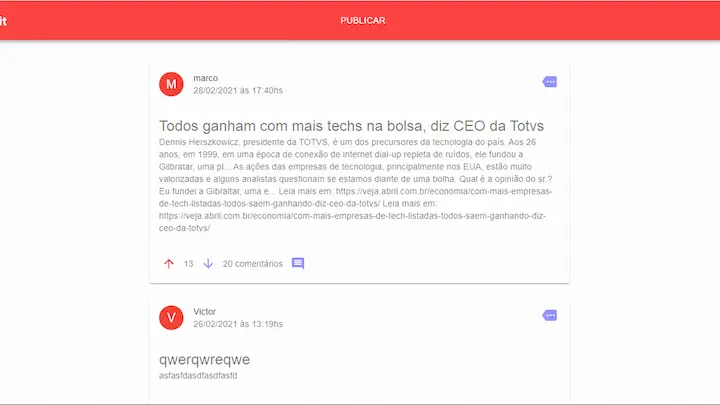 it
PUBLICAR
M
marco
28/02/2021 às 17:40hs
Todos ganham com mais techs na bolsa, diz CEO da Totvs
Dennis Herszkowicz, presidente da TOTVS, é um dos precursores da tecnologia do país. Aos 26
anos, em 1999, em uma época de conexão de internet dial-up repleta de ruídos, ele fundou a
Gilbratar, uma pl... As ações das empresas de tecnologia, principalmente nos EUA, estão muito
valorizadas e alguns analistas questionam se estamos diante de uma bolha. Qual é a opinião do sr.?
Eu fundei a Gibraltar, uma e... Leia mais em: https://veja.abril.com.br/economia/com-mais-empresas-
de-tech-listadas-todos-saem-ganhando-diz-ceo-da-totvs/ Leia mais em:
https://veja.abril.com.br/economia/com-mais-empresas-de-tech-listadas-todos-saem-ganhando-diz-
ceo-da-totvs/
13
20 comentários
V
Victor
26/02/2021 às 13:19hs
qwerqwreqwe
asfasfdasdfasdfasfd